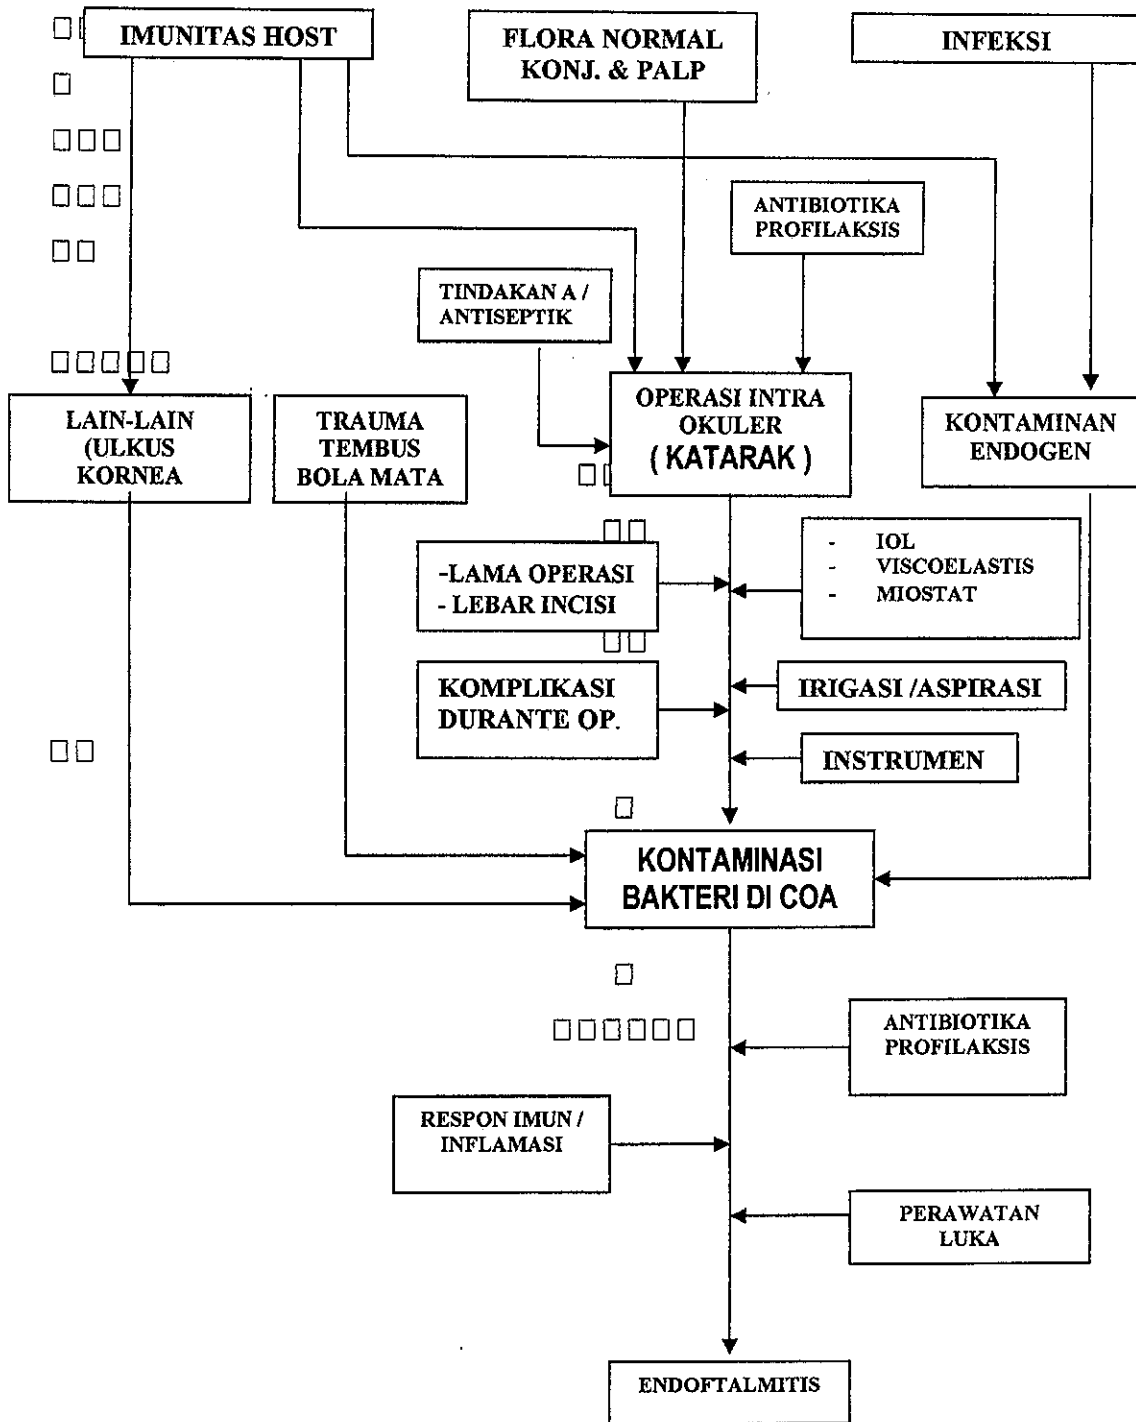 IMUNITAS HOST
FLORA NORMAL
KONJ. & PALP
INFEKSI
ANTIBIOTIKA
PROFILAKSIS
TINDAKAN A /
ANTISEPTIK
LAIN-LAIN
(ULKUS
KORNEA
TRAUMA
TEMBUS
BOLA MATA
OPERASI INTRA
OKULER
( KATARAK )
KONTAMINAN
ENDOGEN
-LAMA OPERASI
- LEBAR INCISI
- IOL
- VISCOELASTIS
- MIOSTAT
KOMPLIKASI
DURANTE OP.
IRIGASI /ASPIRASI
INSTRUMEN
KONTAMINASI
BAKTERI DI COA
ANTIBIOTIKA
PROFILAKSIS
RESPON IMUN /
INFLAMASI
PERAWATAN
LUKA
ENDOFTALMITIS